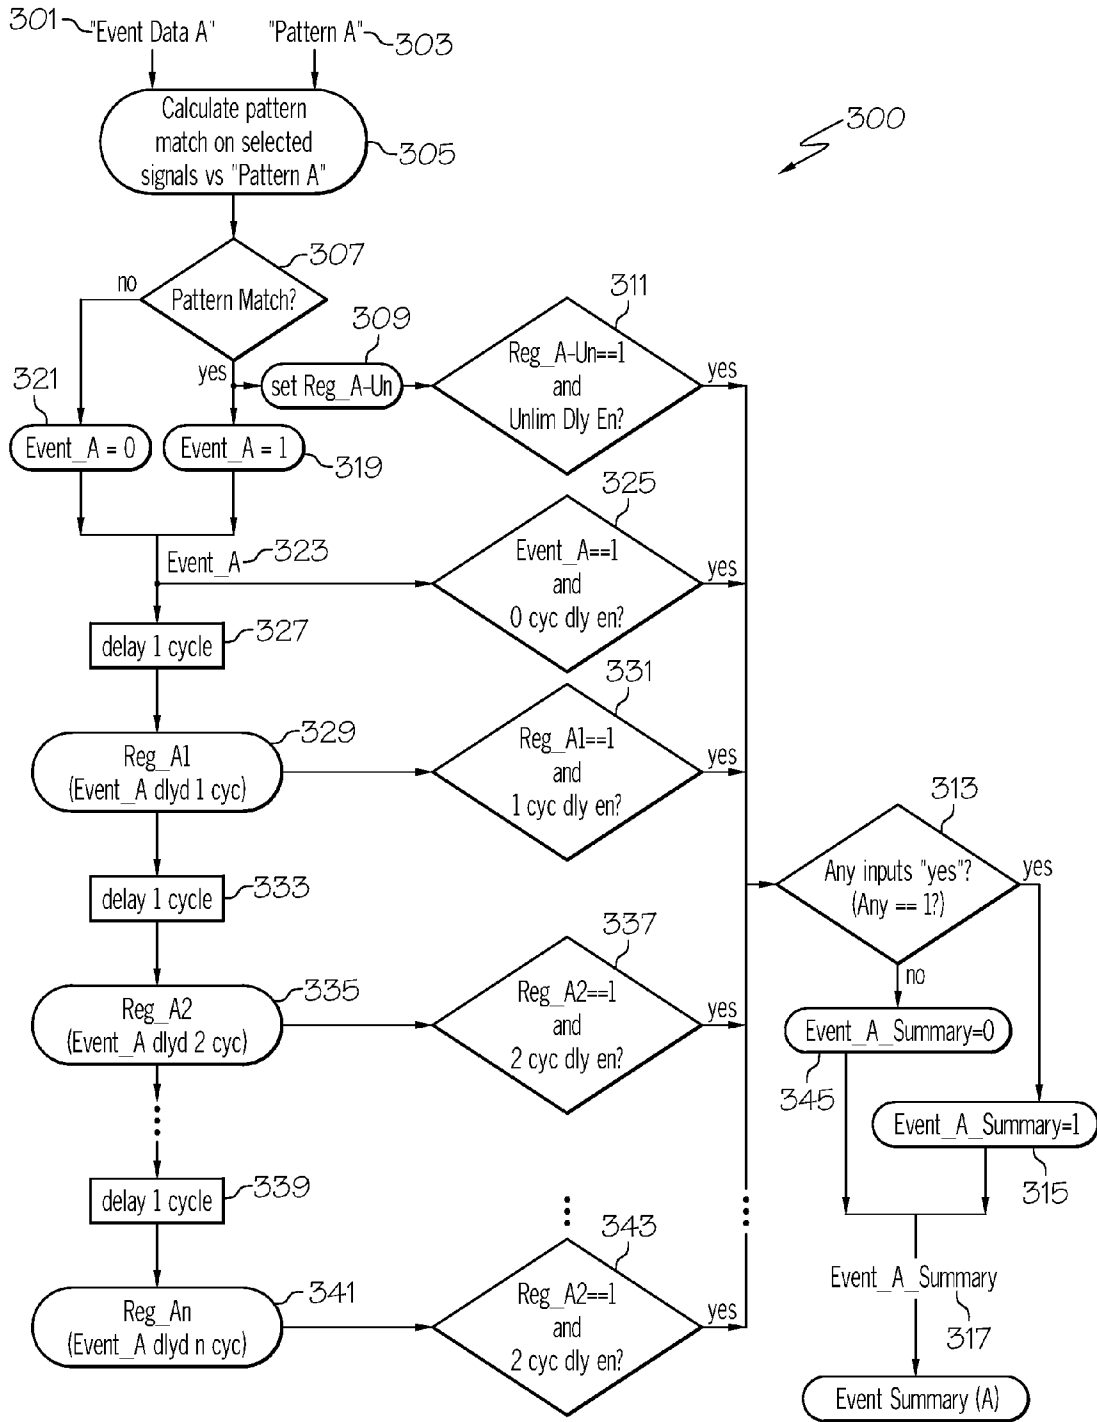 301 "Event Data A" "Pattern A" 303
Calculate pattern
match on selected
signals vs "Pattern A"
305
300
307
no
Pattern Match?
yes
309
set Reg_A-Un
311
Reg_A-Un==1
and
Unlim Dly En?
yes
321
Event_A = 0
Event_A = 1
319
Event_A 323
325
Event_A==1
and
0 cyc dly en?
yes
delay 1 cycle 327
Reg_A1
(Event_A dlyd 1 cyc)
329
331
Reg_A1==1
and
1 cyc dly en?
yes
delay 1 cycle 333
Reg_A2
(Event_A dlyd 2 cyc)
335
337
Reg_A2==1
and
2 cyc dly en?
yes
delay 1 cycle 339
Reg_An
(Event_A dlyd n cyc)
341
343
Reg_A2==1
and
2 cyc dly en?
yes
313
Any inputs "yes"?
(Any == 1?)
yes
no
Event_A_Summary=0
345
Event_A_Summary=1
315
Event_A_Summary
317
Event Summary (A)